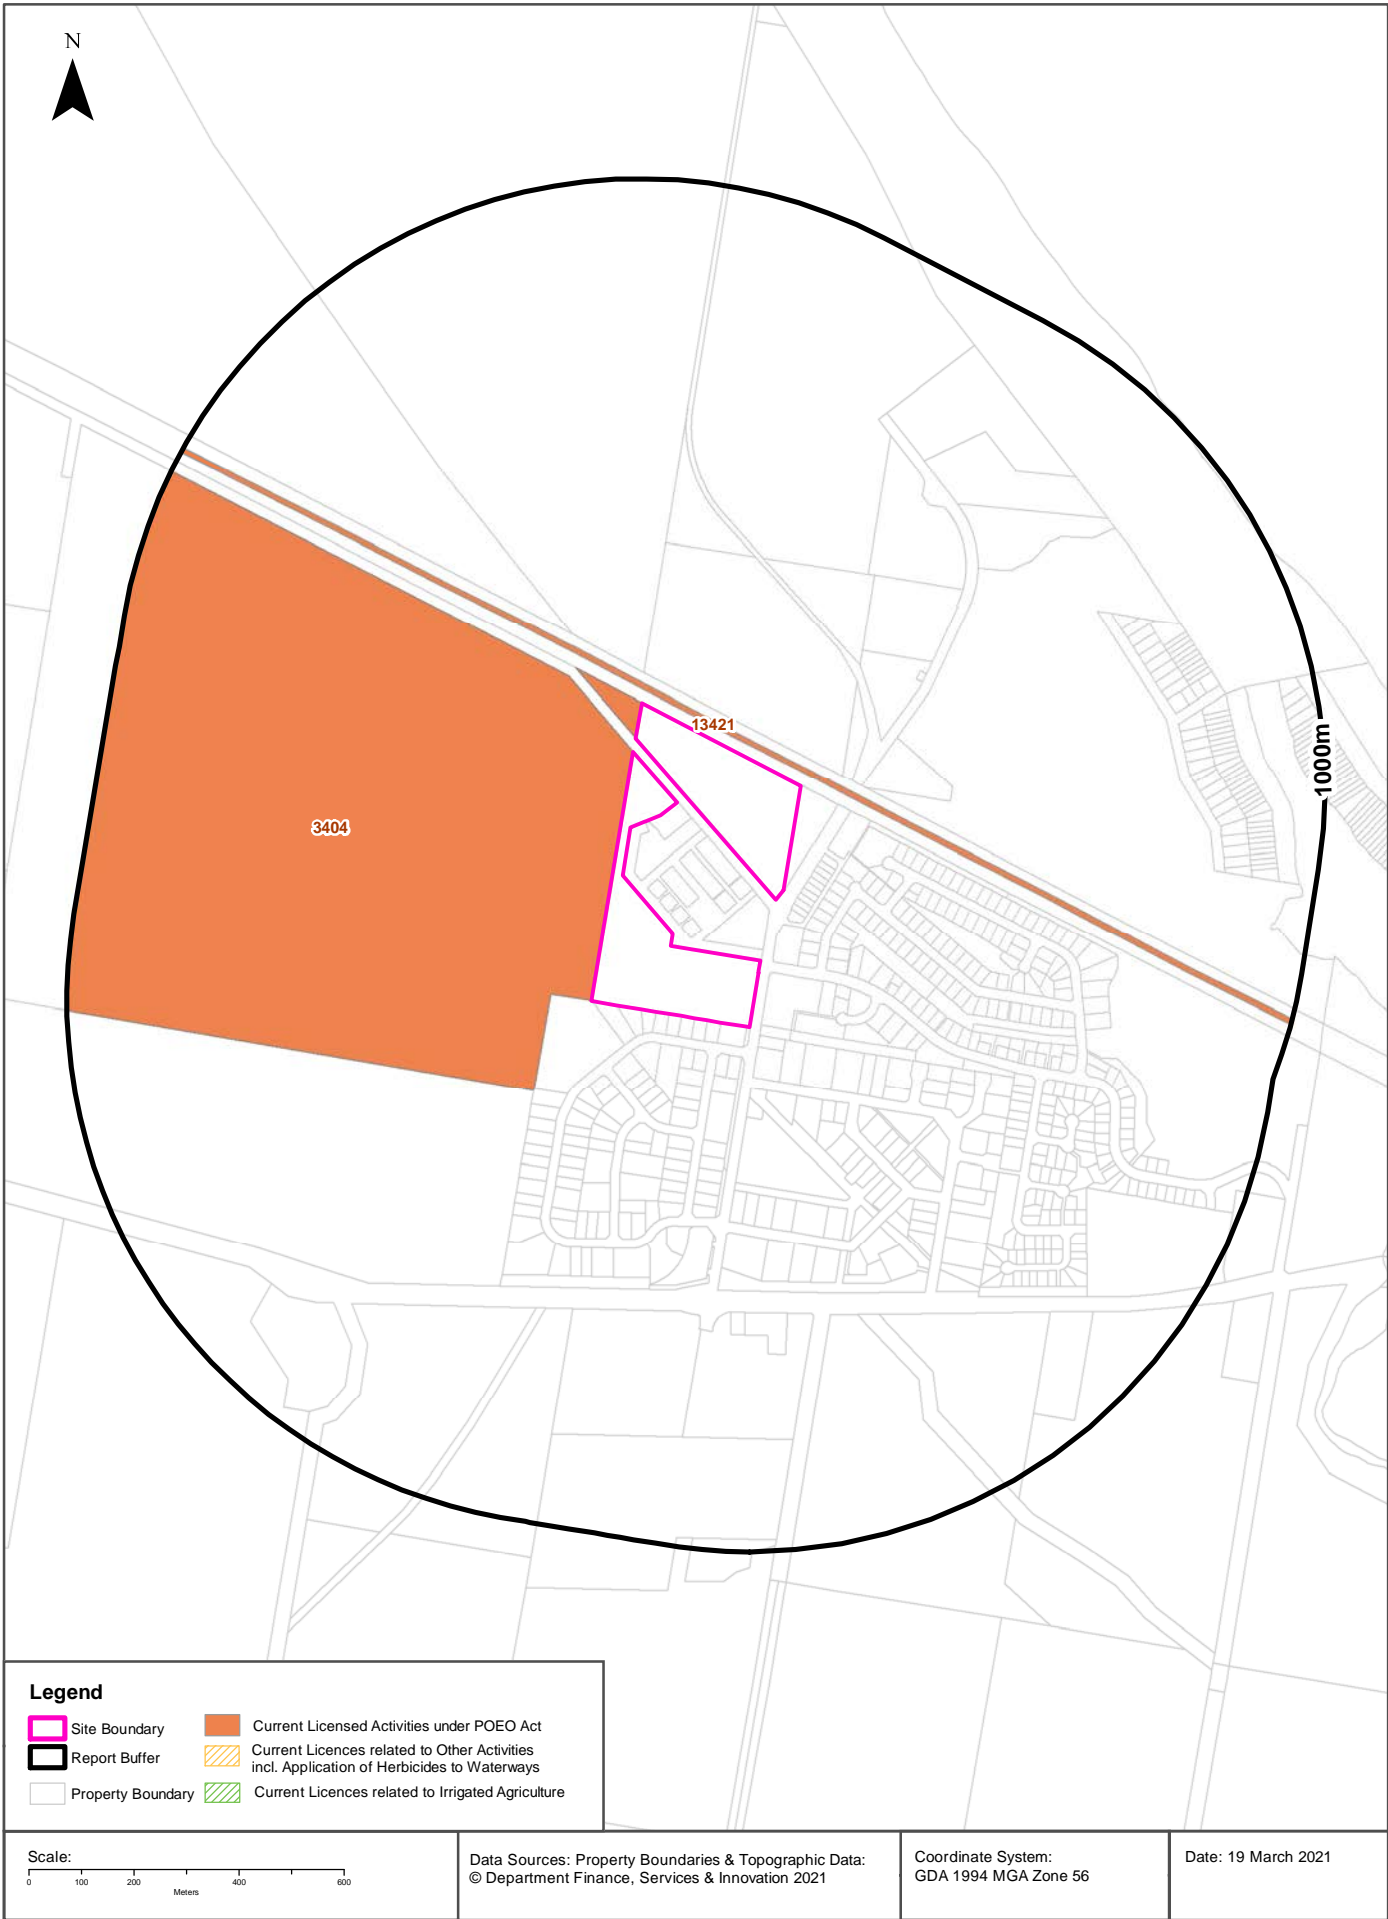 N
13421
3404
1000m
Legend
Site Boundary
Report Buffer
Property Boundary
Current Licensed Activities under POEO Act
Current Licences related to Other Activities
incl. Application of Herbicides to Waterways
Current Licences related to Irrigated Agriculture
Scale:
0 100 200 400 600
Meters
Data Sources: Property Boundaries & Topographic Data:
© Department Finance, Services & Innovation 2021
Coordinate System:
GDA 1994 MGA Zone 56
Date: 19 March 2021